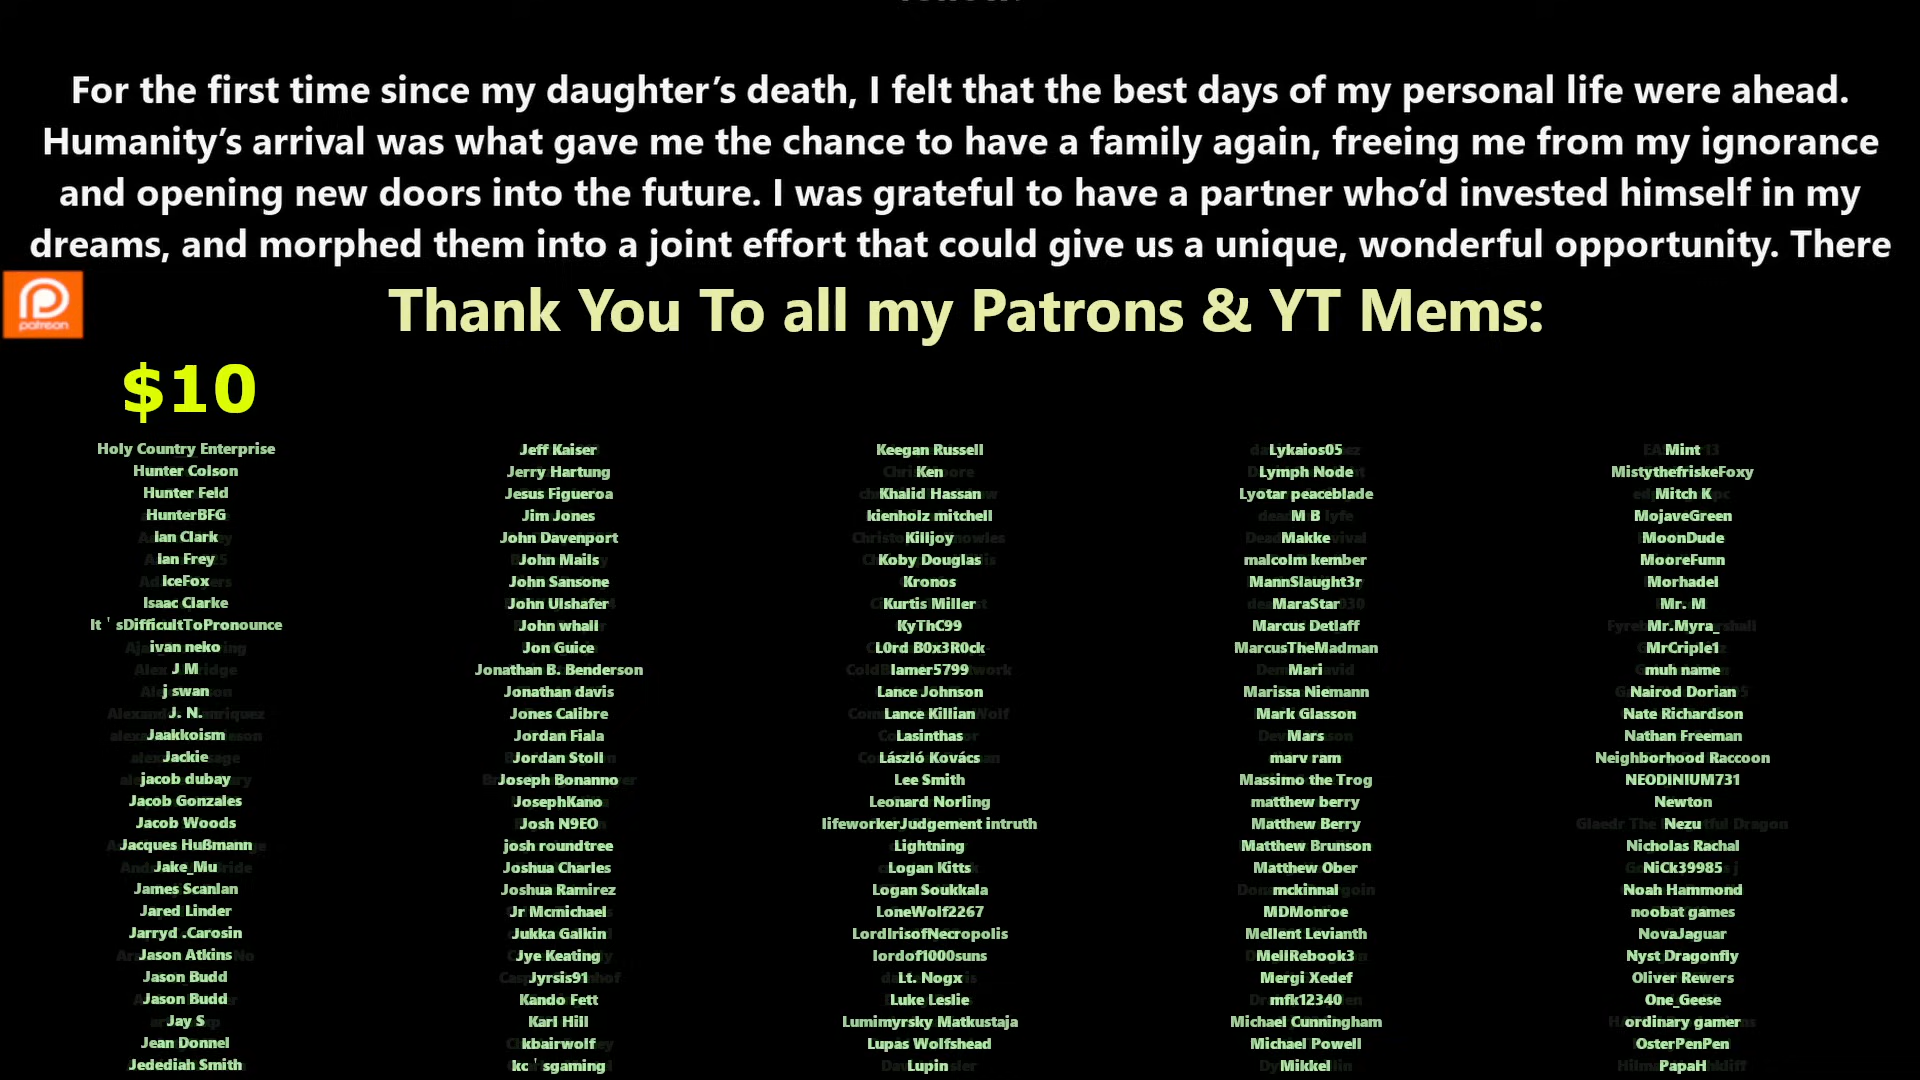 For the first time since my daughter’s death, I felt that the best days of my personal life were ahead.
Humanity’s arrival was what gave me the chance to have a family again, freeing me from my ignorance
and opening new doors into the future. I was grateful to have a partner who’d invested himself in my
dreams, and morphed them into a joint effort that could give us a unique, wonderful opportunity. There
patreon
Thank You To all my Patrons & YT Mems:
$10
Holy Country Enterprise
Hunter Colson
Hunter Feld
HunterBFG
Ian Clark
Ian Frey
IceFox
Isaac Clarke
It ' sDifficultToPronounce
ivan neko
J M
j swan
J. N.
Jaakkoism
Jackie
jacob dubay
Jacob Gonzales
Jacob Woods
Jacques Hußmann
Jake_Mu
James Scanlan
Jared Linder
Jarryd .Carosin
Jason Atkins
Jason Budd
Jason Budd
Jay S
Jean Donnel
Jedediah Smith
Jeff Kaiser
Jerry Hartung
Jesus Figueroa
Jim Jones
John Davenport
John Mails
John Sansone
John Ulshafer
John whall
Jon Guice
Jonathan B. Benderson
Jonathan davis
Jones Calibre
Jordan Fiala
Jordan Stoll
Joseph Bonanno
JosephKano
Josh N9EO
josh roundtree
Joshua Charles
Joshua Ramirez
Jr Mcmichael
Jukka Galkin
Jye Keating
Jyrsis91
Kando Fett
Karl Hill
kbairwolf
kc ' sgaming
Keegan Russell
Ken
Khalid Hassan
kienholz mitchell
Killjoy
Koby Douglas
Kronos
Kurtis Miller
KyThC99
L0rd B0x3R0ck
lamer5799
Lance Johnson
Lance Killian
Lasinthas
László Kovács
Lee Smith
Leonard Norling
lifeworkerJudgement intruth
Lightning
Logan Kitts
Logan Soukkala
LoneWolf2267
LordIrisofNecropolis
lordof1000suns
Lt. Nogx
Luke Leslie
Lumimyrsky Matkustaja
Lupas Wolfshead
Lupin
Lykaios05
Lymph Node
Lyotar peaceblade
M B
Makke
malcolm kember
MannSlaught3r
MaraStar
Marcus Detlaff
MarcusTheMadman
Mari
Marissa Niemann
Mark Glasson
Mars
marv ram
Massimo the Trog
matthew berry
Matthew Berry
Matthew Brunson
Matthew Ober
mckinnal
MDMonroe
Mellent Levianth
MellRebook3
Mergi Xedef
mfk12340
Michael Cunningham
Michael Powell
Mikkel
Mint
MistythefriskeFoxy
Mitch K
MojaveGreen
MoonDude
MooreFunn
Morhadel
Mr. M
Mr.Myra_
MrCriple1
muh name
Nairod Dorian
Nate Richardson
Nathan Freeman
Neighborhood Raccoon
NEODINIUM731
Newton
Nezu
Nicholas Rachal
NiCk39985
Noah Hammond
noobat games
NovaJaguar
Nyst Dragonfly
Oliver Rewers
One_Geese
ordinary gamer
OsterPenPen
PapaH